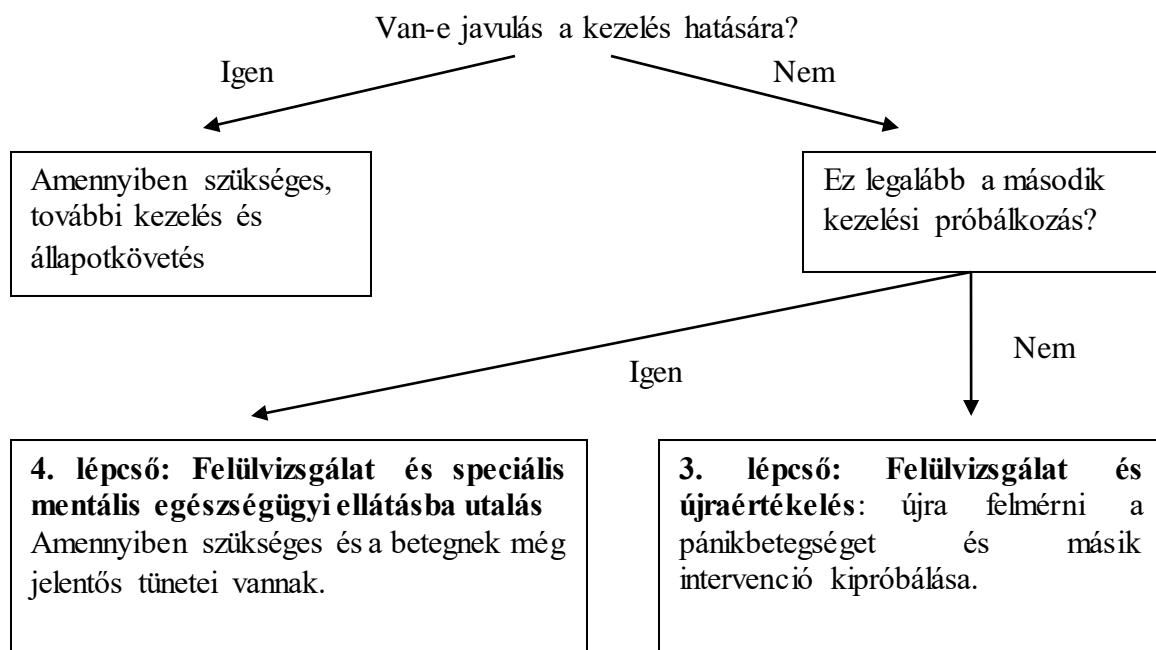 Van-e javulás a kezelés hatására?
Igen
Nem
Amennyiben szükséges,
további kezelés és
állapotkövetés
Ez legalább a második
kezelési próbálkozás?
Igen
Nem
4. lépcső: Felülvizsgálat és speciális
mentális egészségügyi ellátásba utalás
Amennyiben szükséges és a betegnek még
jelentős tünetei vannak.
3. lépcső: Felülvizsgálat és
újraértékelés: újra felmérni a
pánikbetegséget és másik
intervenció kipróbálása.